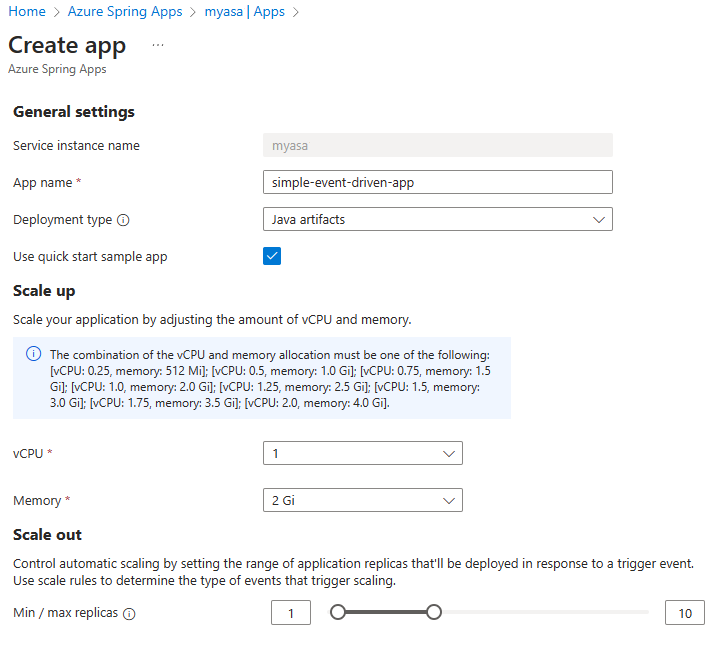 Home > Azure Spring Apps > myasa | Apps >
Create app ...
Azure Spring Apps
General settings
Service instance name myasa
App name * simple-event-driven-app
Deployment type Java artifacts
Use quick start sample app
Scale up
Scale your application by adjusting the amount of vCPU and memory.
The combination of the vCPU and memory allocation must be one of the following:
[vCPU: 0.25, memory: 512 Mi]; [vCPU: 0.5, memory: 1.0 Gi]; [vCPU: 0.75, memory: 1.5
Gi]; [vCPU: 1.0, memory: 2.0 Gi]; [vCPU: 1.25, memory: 2.5 Gi]; [vCPU: 1.5, memory:
3.0 Gi]; [vCPU: 1.75, memory: 3.5 Gi]; [vCPU: 2.0, memory: 4.0 Gi].
vCPU * 1
Memory * 2 Gi
Scale out
Control automatic scaling by setting the range of application replicas that'll be deployed in response to a trigger event.
Use scale rules to determine the type of events that trigger scaling.
Min / max replicas 1 10